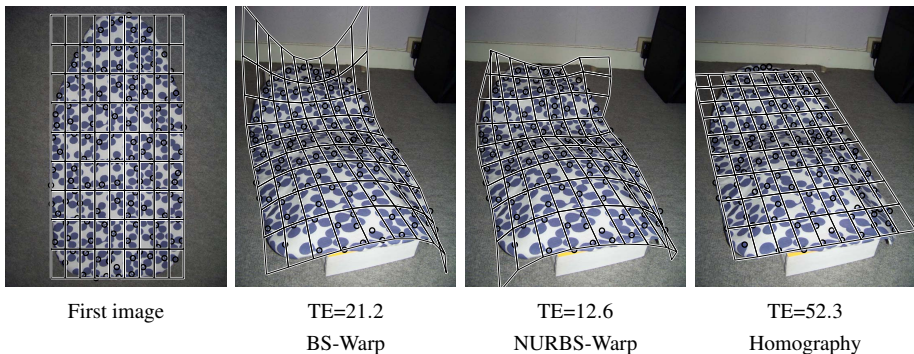 First image
TE=21.2
TE=12.6
TE=52.3
BS-Warp
NURBS-Warp
Homography